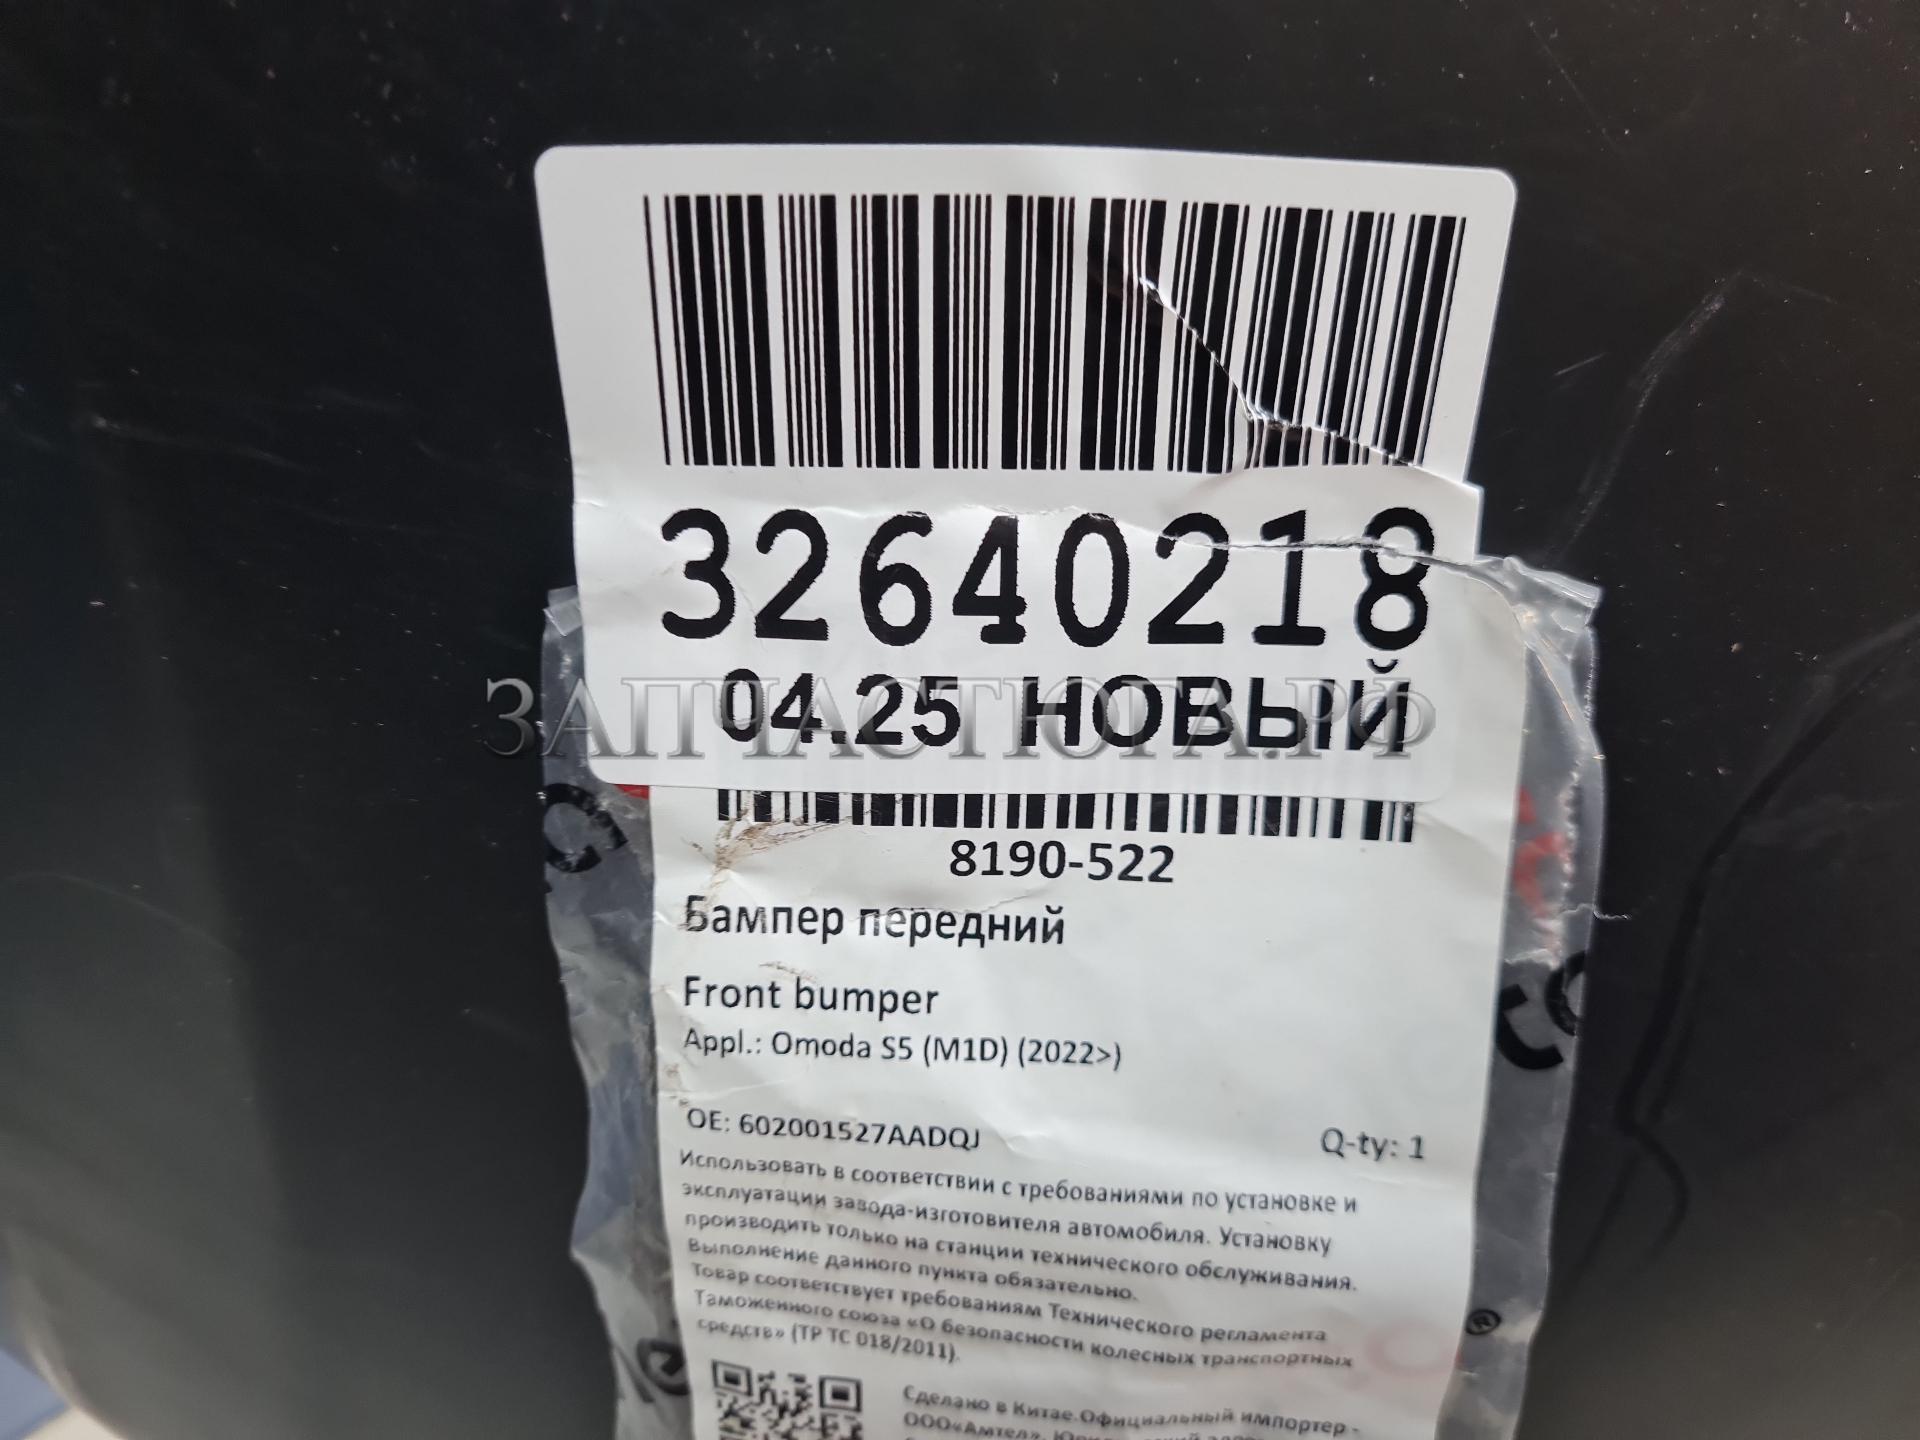 32640218
04.25 НОВЫЙ
ЗАПЧАСТЮГА.РФ
8190-522
Бампер передний
Front bumper
Appl.: Omoda S5 (M1D) (2022>)
OE: 602001527AADQJ
Q-ty: 1
Использовать в соответствии с требованиями по установке и
эксплуатации завода-изготовителя автомобиля. Установку
производить только на станции технического обслуживания.
Выполнение данного пункта обязательно.
Товар соответствует требованиям Технического регламента
Таможенного союза «О безопасности колесных транспортных
средств» (ТР ТС 018/2011).
Сделано в Китае.Официальный импортер -
ООО«Амтел».